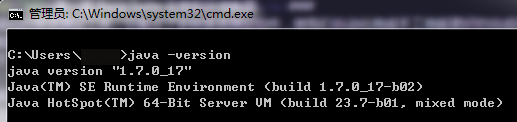 管理员: C:\Windows\system32\cmd.exe
C:\Users\ >java -version
java version "1.7.0_17"
Java(TM) SE Runtime Environment (build 1.7.0_17-b02)
Java HotSpot(TM) 64-Bit Server VM (build 23.7-b01, mixed mode)